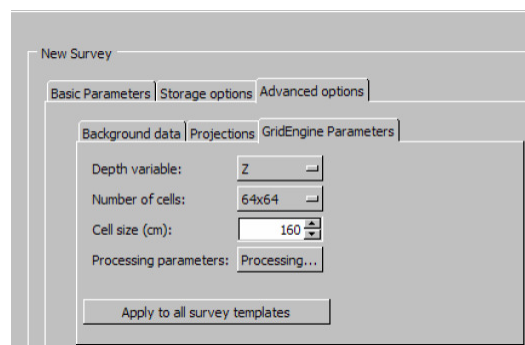 New Survey
Basic Parameters Storage options Advanced options
Background data Projections GridEngine Parameters
Depth variable: Z
Number of cells: 64x64
Cell size (cm): 160
Processing parameters: Processing...
Apply to all survey templates